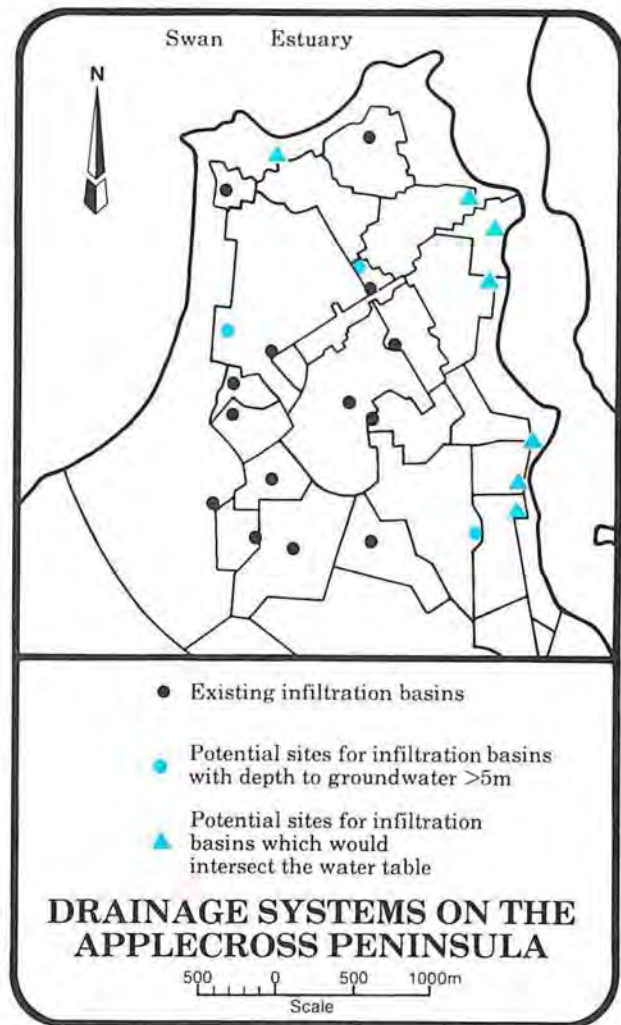 Swan Estuary
N
Existing infiltration basins
Potential sites for infiltration basins
with depth to groundwater >5m
Potential sites for infiltration
basins which would
intersect the water table
DRAINAGE SYSTEMS ON THE
APPLECROSS PENINSULA
500 0 500 1000m
Scale